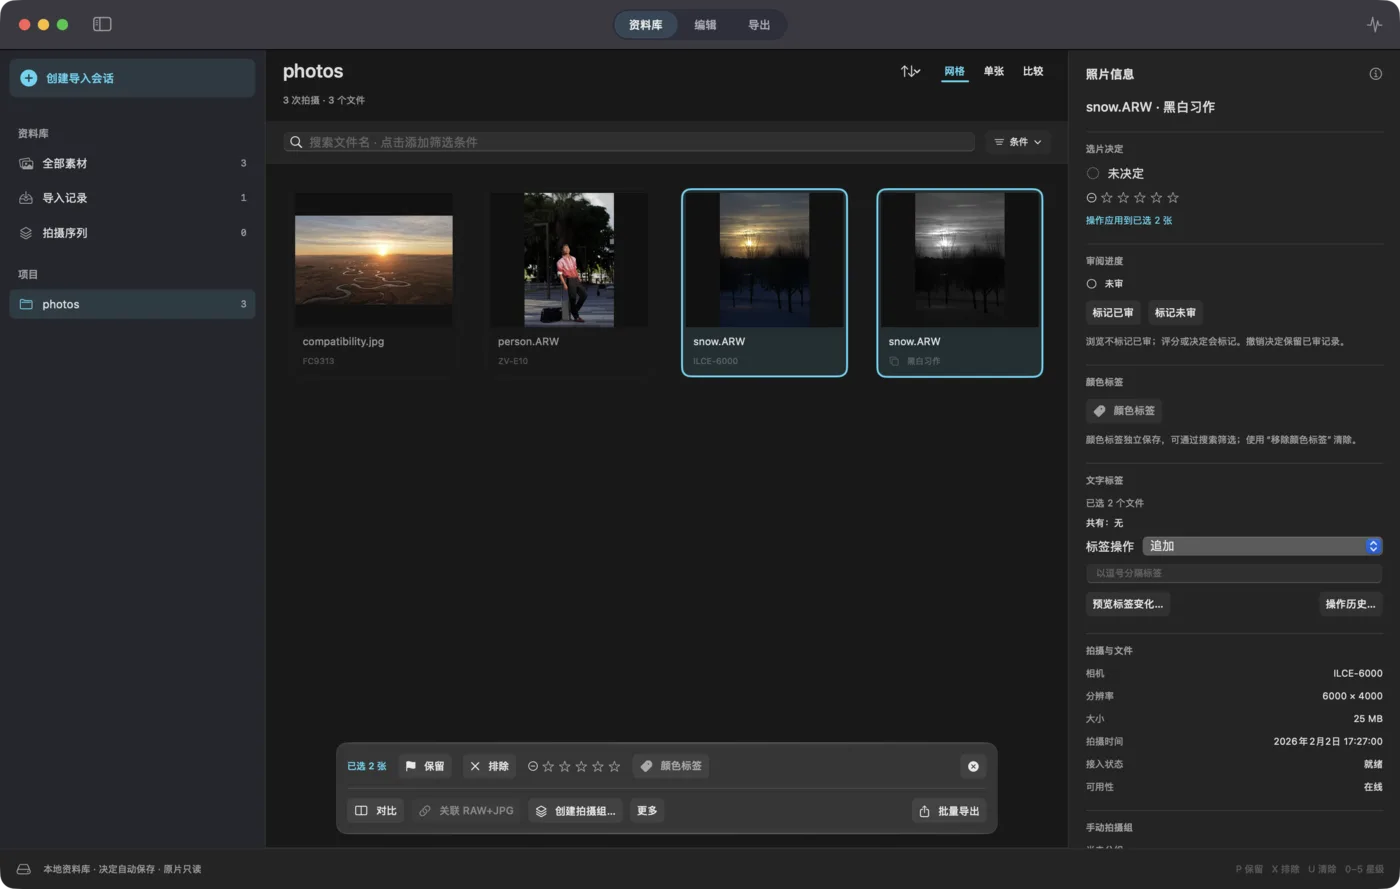 资料库 编辑 导出
创建导入会话
资料库
全部素材 3
导入记录 1
拍摄序列 0
项目
photos 3
photos
3 次拍摄 · 3 个文件
网格 单张 比较
搜索文件名 · 点击添加筛选条件
条件
compatibility.jpg
FC9313
person.ARW
ZV-E10
snow.ARW
ILCE-6000
snow.ARW
黑白习作
已选 2 张 保留 排除 颜色标签
对比 关联 RAW+JPG 创建拍摄组... 更多 批量导出
照片信息
snow.ARW · 黑白习作
选片决定
未决定
操作应用到已选 2 张
审阅进度
未审
标记已审 标记未审
浏览不标记已审；评分或决定会标记。撤销决定保留已审记录。
颜色标签
颜色标签
颜色标签独立保存，可通过搜索筛选；使用 “移除颜色标签” 清除。
文字标签
已选 2 个文件
共有：无
标签操作 追加
以逗号分隔标签
预览标签变化... 操作历史...
拍摄与文件
相机 ILCE-6000
分辨率 6000 × 4000
大小 25 MB
拍摄时间 2026年2月2日 17:27:00
接入状态 就绪
可用性 在线
手动拍摄组
本地资料库 · 决定自动保存 · 原片只读
P 保留 X 排除 U 清除 0–5 星级